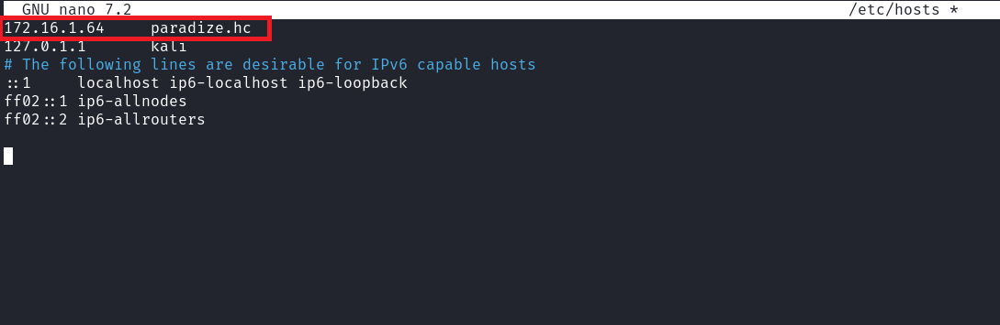 GNU nano 7.2 /etc/hosts *
172.16.1.64 paradize.hc
127.0.1.1 kali
# The following lines are desirable for IPv6 capable hosts
::1 localhost ip6-localhost ip6-loopback
ff02::1 ip6-allnodes
ff02::2 ip6-allrouters